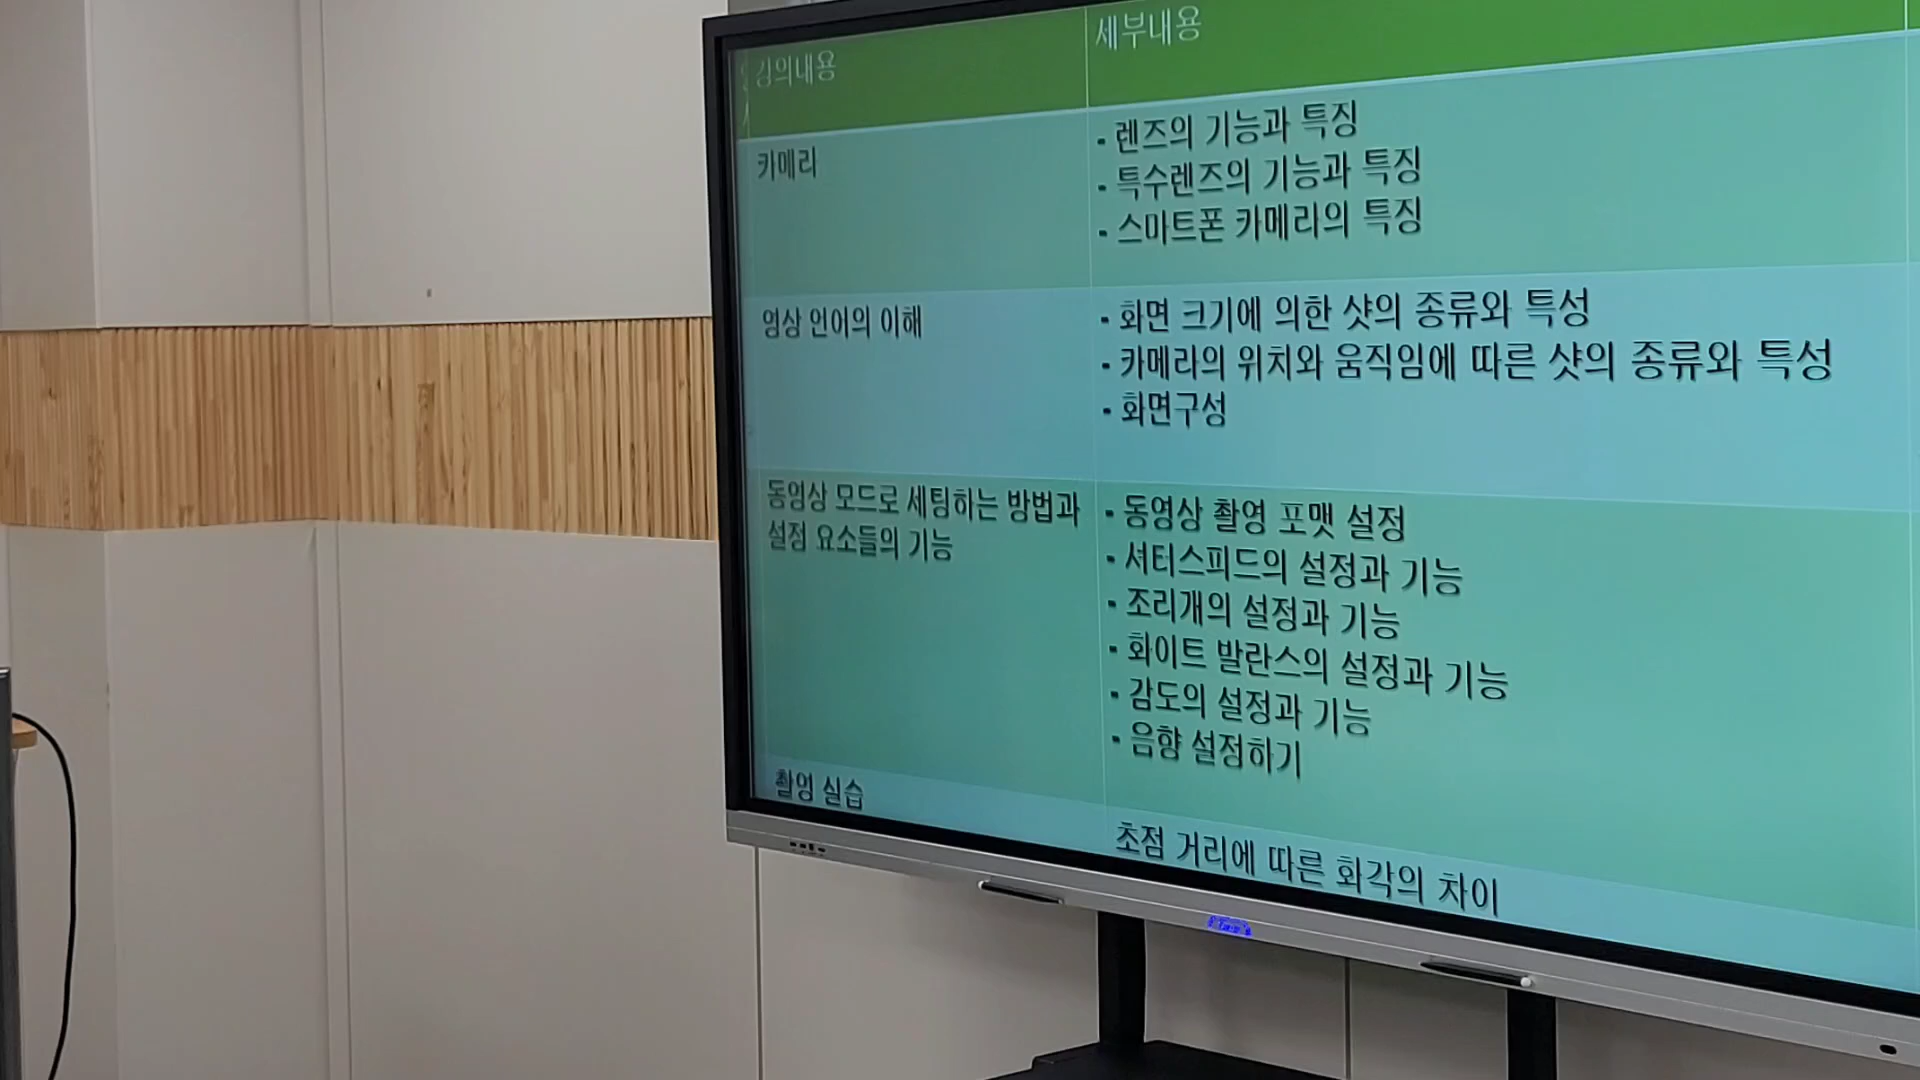 강의내용
세부내용
카메라
- 렌즈의 기능과 특징
- 특수렌즈의 기능과 특징
- 스마트폰 카메라의 특징
영상 언어의 이해
- 화면 크기에 의한 샷의 종류와 특성
- 카메라의 위치와 움직임에 따른 샷의 종류와 특성
- 화면구성
동영상 모드로 세팅하는 방법과
설정 요소들의 기능
- 동영상 촬영 포맷 설정
- 셔터스피드의 설정과 기능
- 조리개의 설정과 기능
- 화이트 발란스의 설정과 기능
- 감도의 설정과 기능
- 음향 설정하기
촬영 실습
초점 거리에 따른 화각의 차이